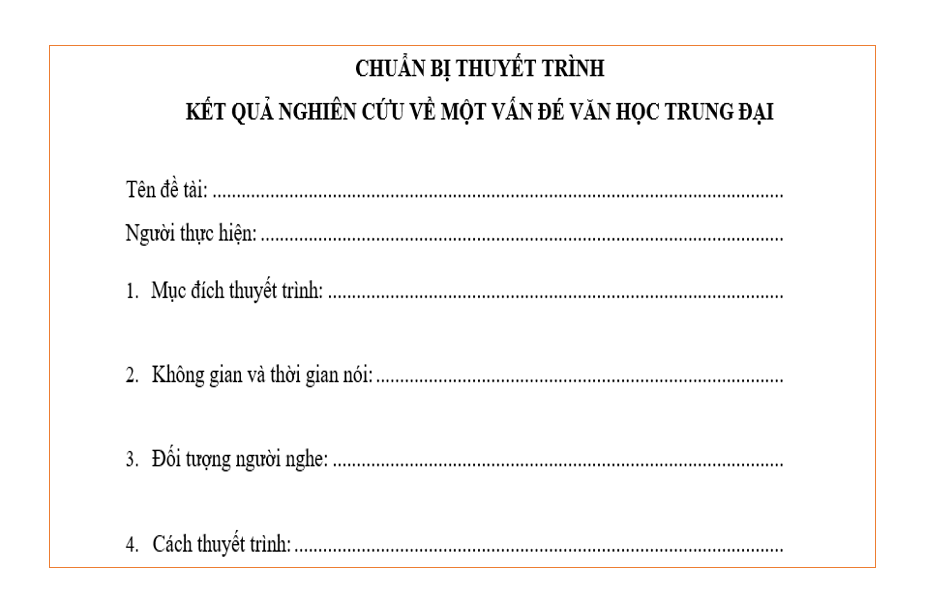 CHUẨN BỊ THUYẾT TRÌNH
KẾT QUẢ NGHIÊN CỨU VỀ MỘT VẤN ĐÉ VĂN HỌC TRUNG ĐẠI
Tên đề tài: ........................................................................................................................
Người thực hiện: ..............................................................................................................
1. Mục đích thuyết trình: ................................................................................................
2. Không gian và thời gian nói: ......................................................................................
3. Đối tượng người nghe: ...............................................................................................
4. Cách thuyết trình: .......................................................................................................